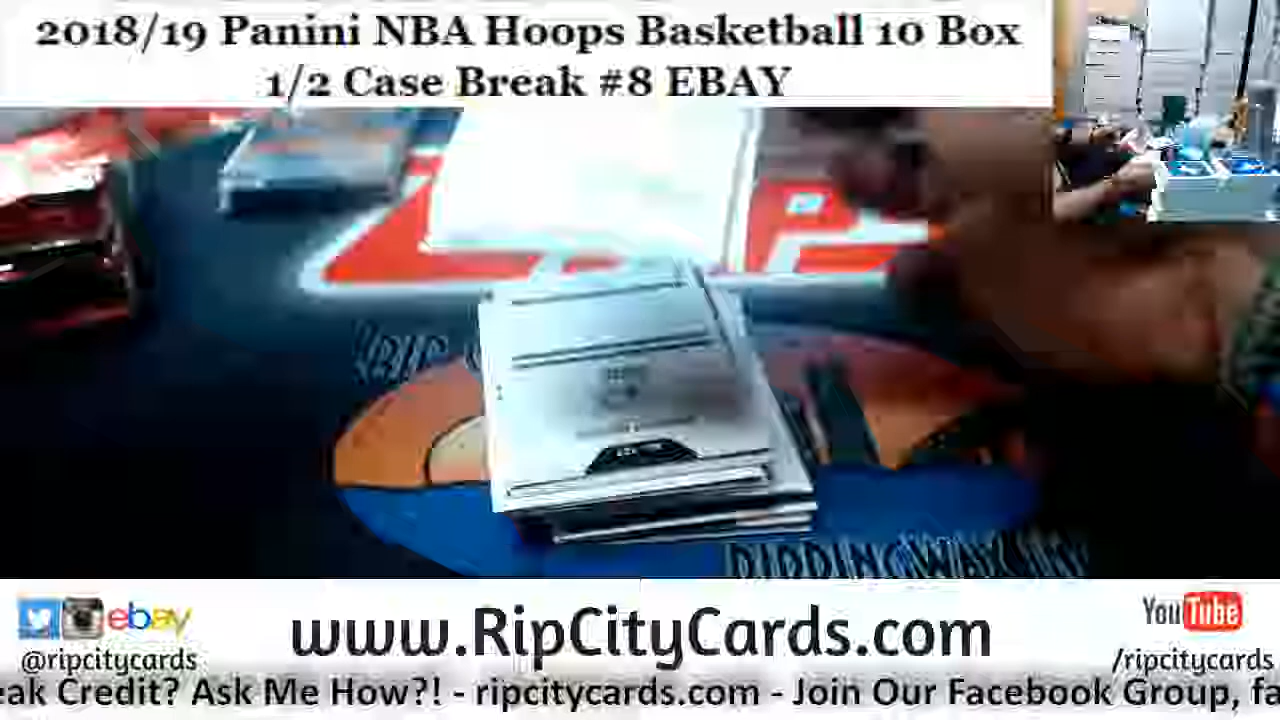 2018/19 Panini NBA Hoops Basketball 10 Box
1/2 Case Break #8 EBAY
RIP
ebay
@ripcitycards
www.RipCityCards.com
YouTube
/ripcitycards
eak Credit? Ask Me How?! - ripcitycards.com - Join Our Facebook Group, fa